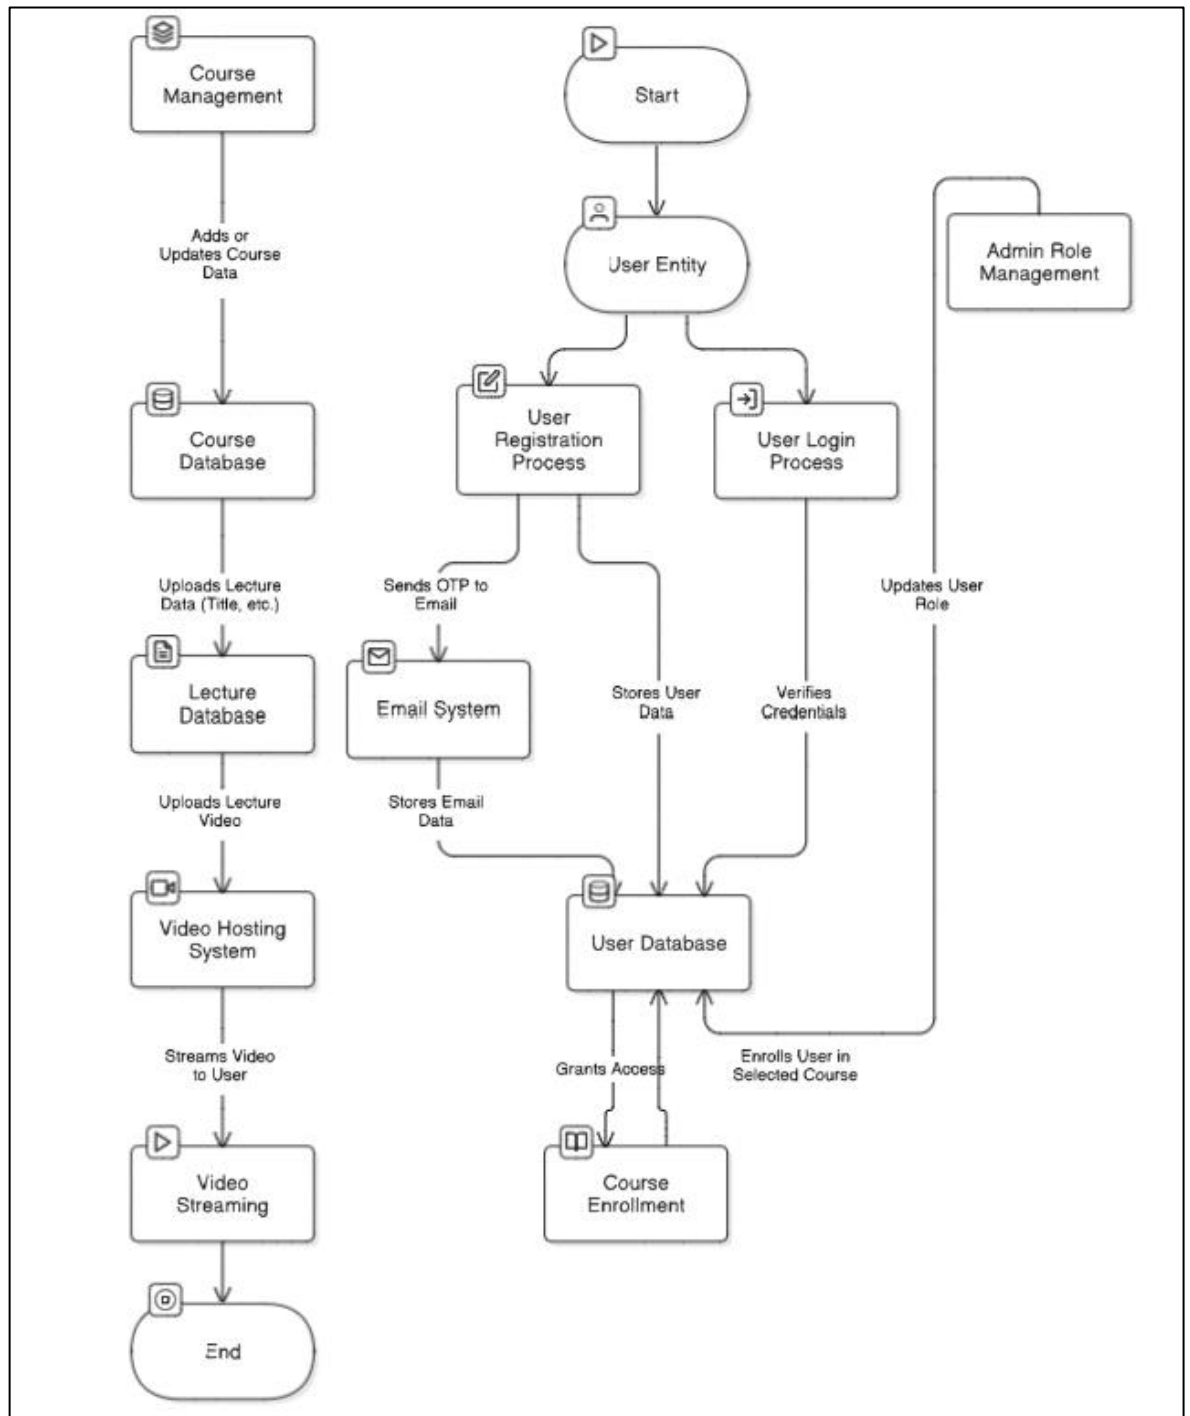 Course
Management
Start
Adds or
Updates Course
Data
User Entity
Admin Role
Management
Course
Database
User
Registration
Process
User Login
Process
Uploads Lecture
Data (Title, etc.)
Sends OTP to
Email
Updates User
Role
Lecture
Database
Email System
Stores User
Data
Verifies
Credentials
Uploads Lecture
Video
Stores Email
Data
Video Hosting
System
User Database
Streams Video
to User
Grants Access
Enrolls User in
Selected Course
Video
Streaming
Course
Enrollment
End